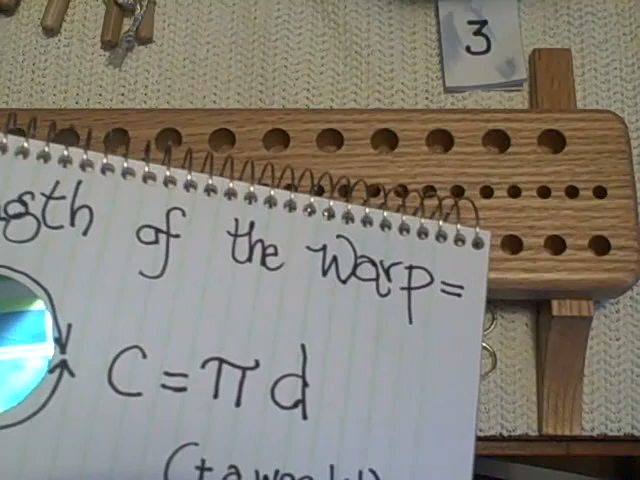 3
of the Warp=
C=πd